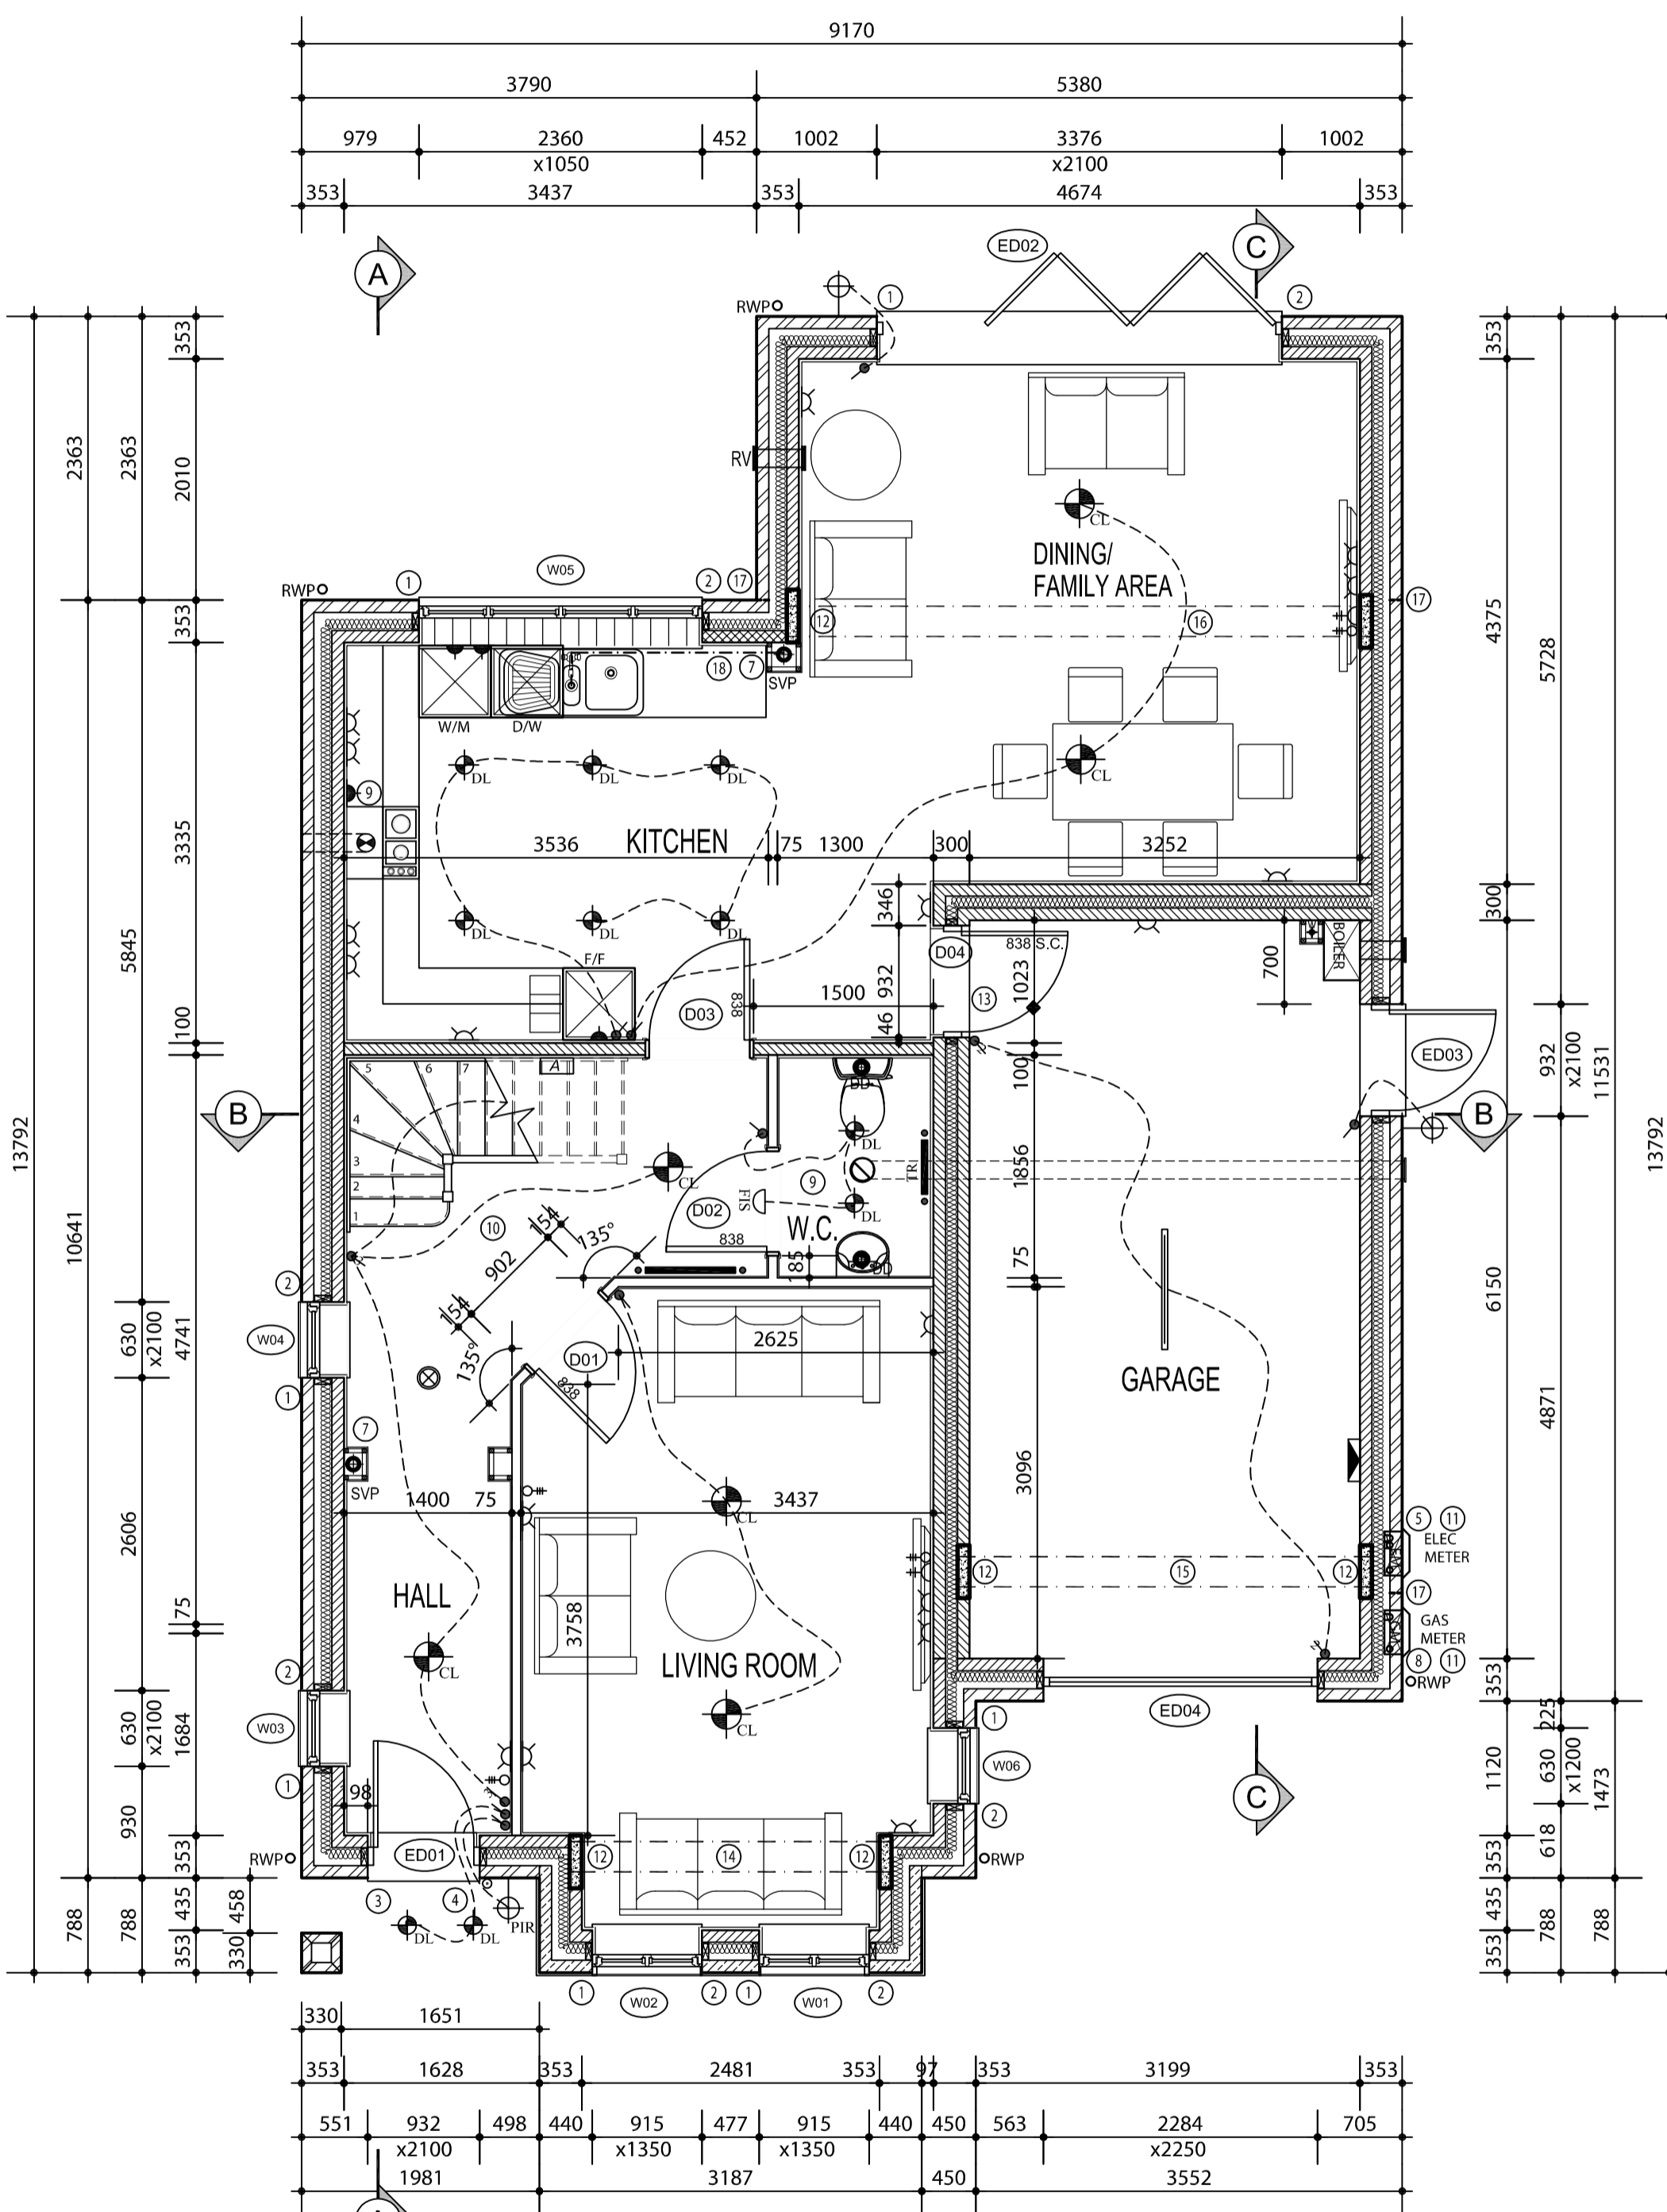 9170
3790 5380
979 2360 452 1002 3376 1002
x1050 x2100
353 3437 353 4674 353
A ED02 C
RWP 1 2
353 353
2363 2363 2010
RV
CL
DINING/
FAMILY AREA
13792 13792
W05
RWP 1 2 17 17
353 12 16
4375 5728
18 7
SVP
W/M D/W
DL DL DL CL
9
3335
KITCHEN
3536 75 1300 300 3252
5845
346 300
DL DL DL
F/F
D04 838 S.C. BOILER
932 1023 700
1500 13
D03 838
100 46
932 x2100 11531
ED03
100
5 6 7 A
4
3
2
1
DD
B B
DL
CL 9 TR 1856
D02 FIS DL
W.C.
838
10 154 135°
902
185 DD 75
154
135°
10641
2
W04 630 x2100 4741
D01 838 2625
1
GARAGE
6150
4871
7
SVP
1400 75 3437
3096
CL
2606
5 11
ELEC
METER
12 15 12
17
HALL
75
3758
LIVING ROOM
GAS
METER
8 11
RWP
CL
2
353
225
CL 1 ED04
W03 630 x2100 1684
W06
1120 630 x1200 1473
1 98 2
C
930
618
RWP 353 ED01 12 14 12 RWP 353
3 4
788 788 435 458
DL DL PIR
435 788 788
353 330 353
1 W02 2 1 W01 2
330 1651
353 1628 353 2481 353 97 353 3199 353
551 932 498 440 915 477 915 440 450 563 2284 705
x2100 x1350 x1350 x2250
1981 3187 450 3552